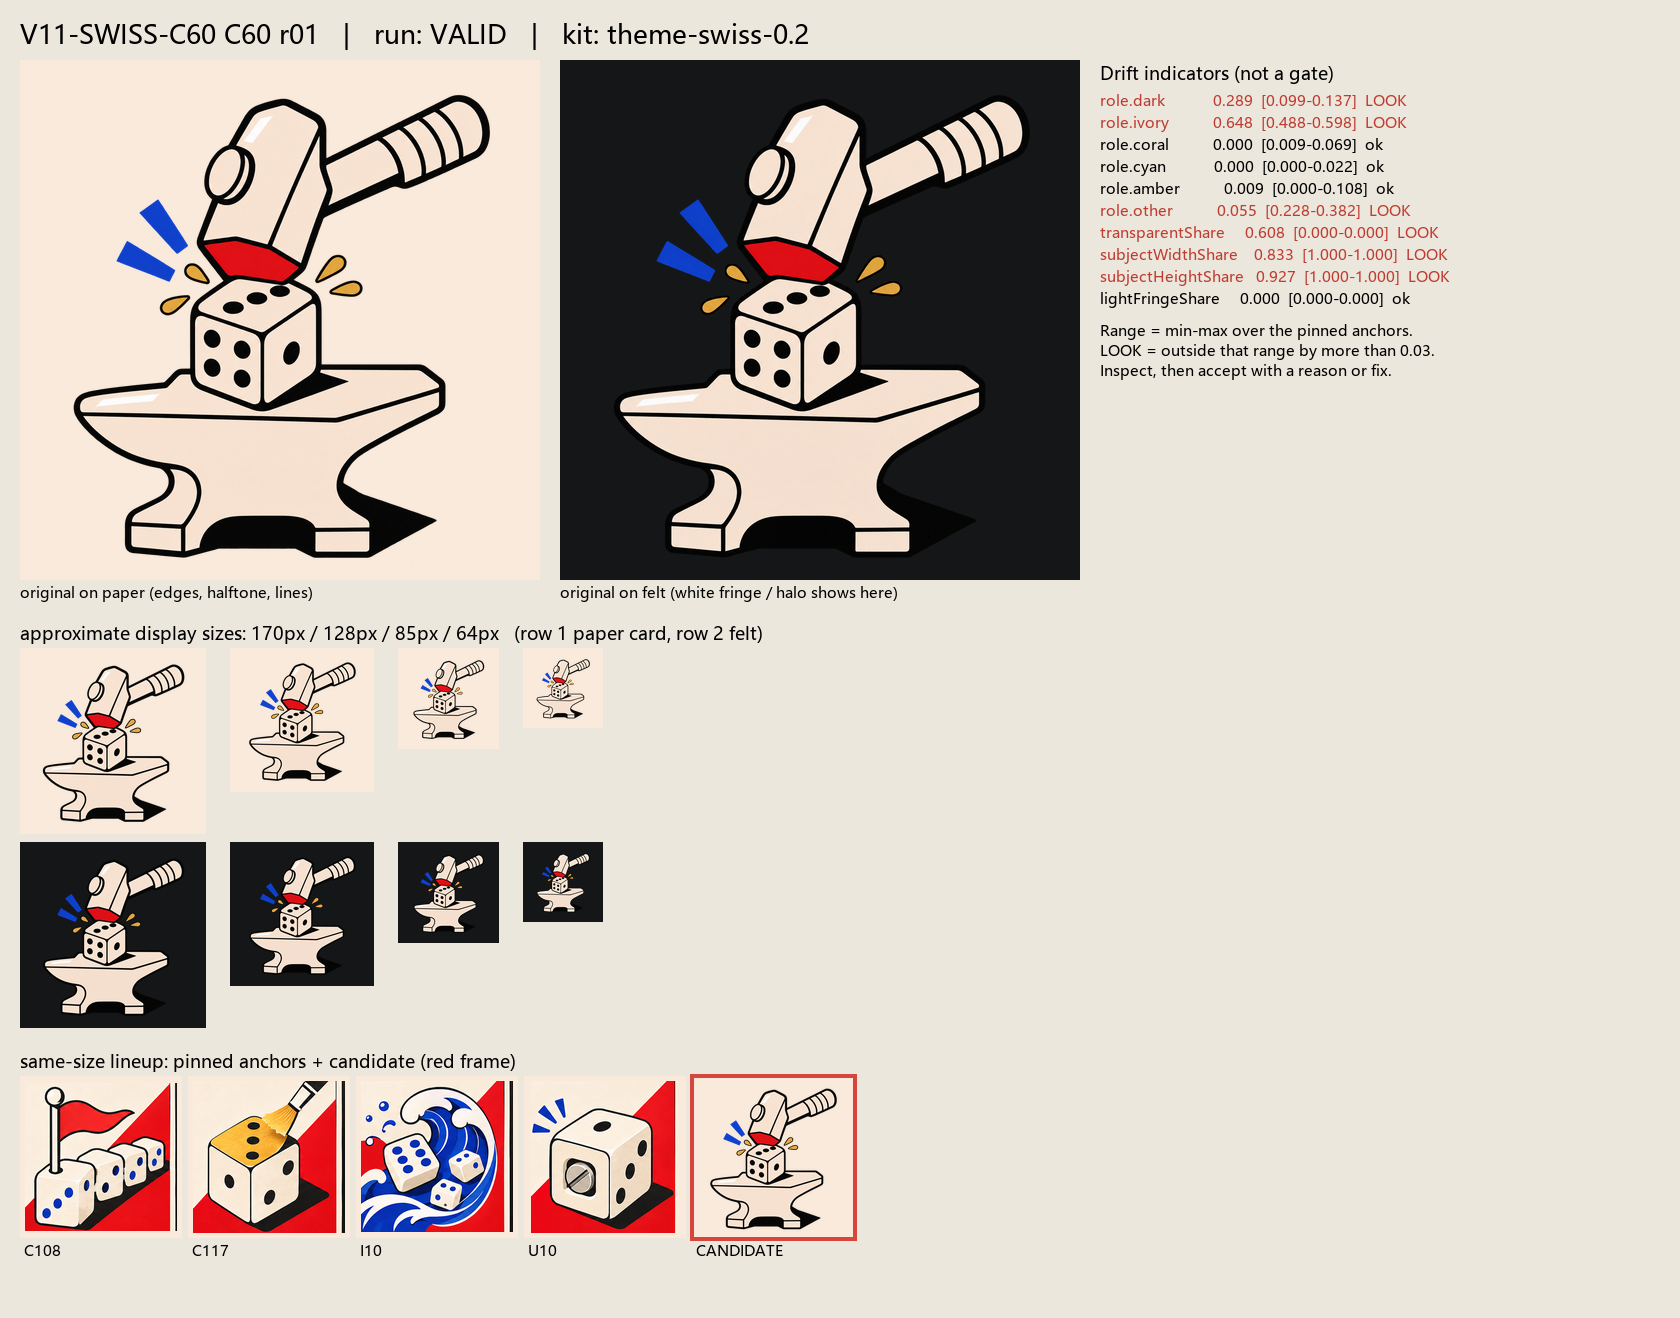 V11-SWISS-C60 C60 r01 | run: VALID | kit: theme-swiss-0.2
Drift indicators (not a gate)
role.dark 0.289 [0.099-0.137] LOOK
role.ivory 0.648 [0.488-0.598] LOOK
role.coral 0.000 [0.009-0.069] ok
role.cyan 0.000 [0.000-0.022] ok
role.amber 0.009 [0.000-0.108] ok
role.other 0.055 [0.228-0.382] LOOK
transparentShare 0.608 [0.000-0.000] LOOK
subjectWidthShare 0.833 [1.000-1.000] LOOK
subjectHeightShare 0.927 [1.000-1.000] LOOK
lightFringeShare 0.000 [0.000-0.000] ok
Range = min-max over the pinned anchors.
LOOK = outside that range by more than 0.03.
Inspect, then accept with a reason or fix.
original on paper (edges, halftone, lines)
original on felt (white fringe / halo shows here)
approximate display sizes: 170px / 128px / 85px / 64px (row 1 paper card, row 2 felt)
same-size lineup: pinned anchors + candidate (red frame)
C108
C117
I10
U10
CANDIDATE